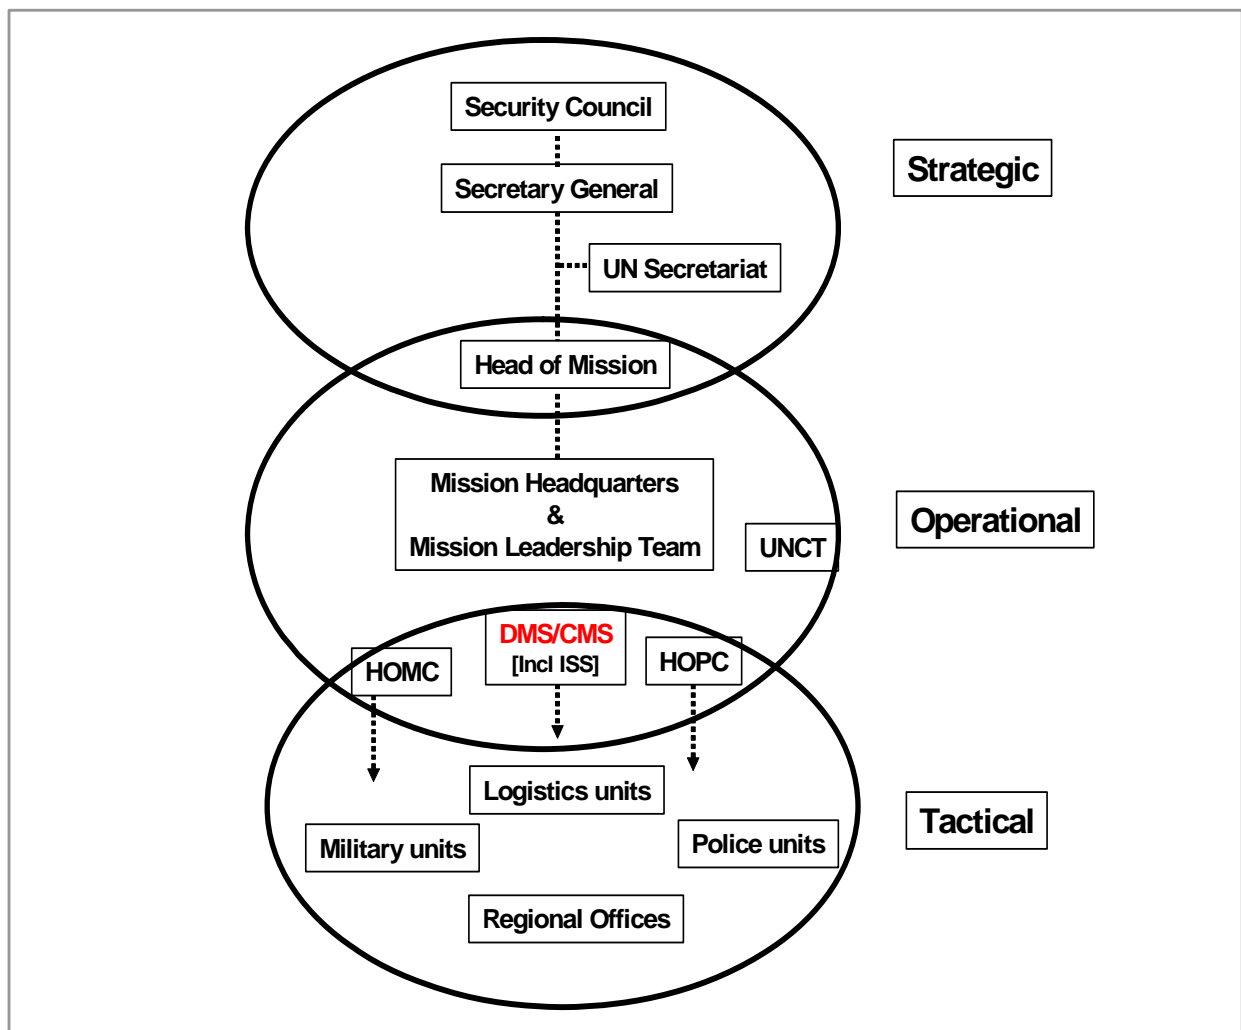 Security Council
Strategic
Secretary General
UN Secretariat
Head of Mission
Mission Headquarters
&
Mission Leadership Team
Operational
UNCT
DMS/CMS
[Incl ISS]
HOMC
HOPC
Logistics units
Tactical
Military units
Police units
Regional Offices